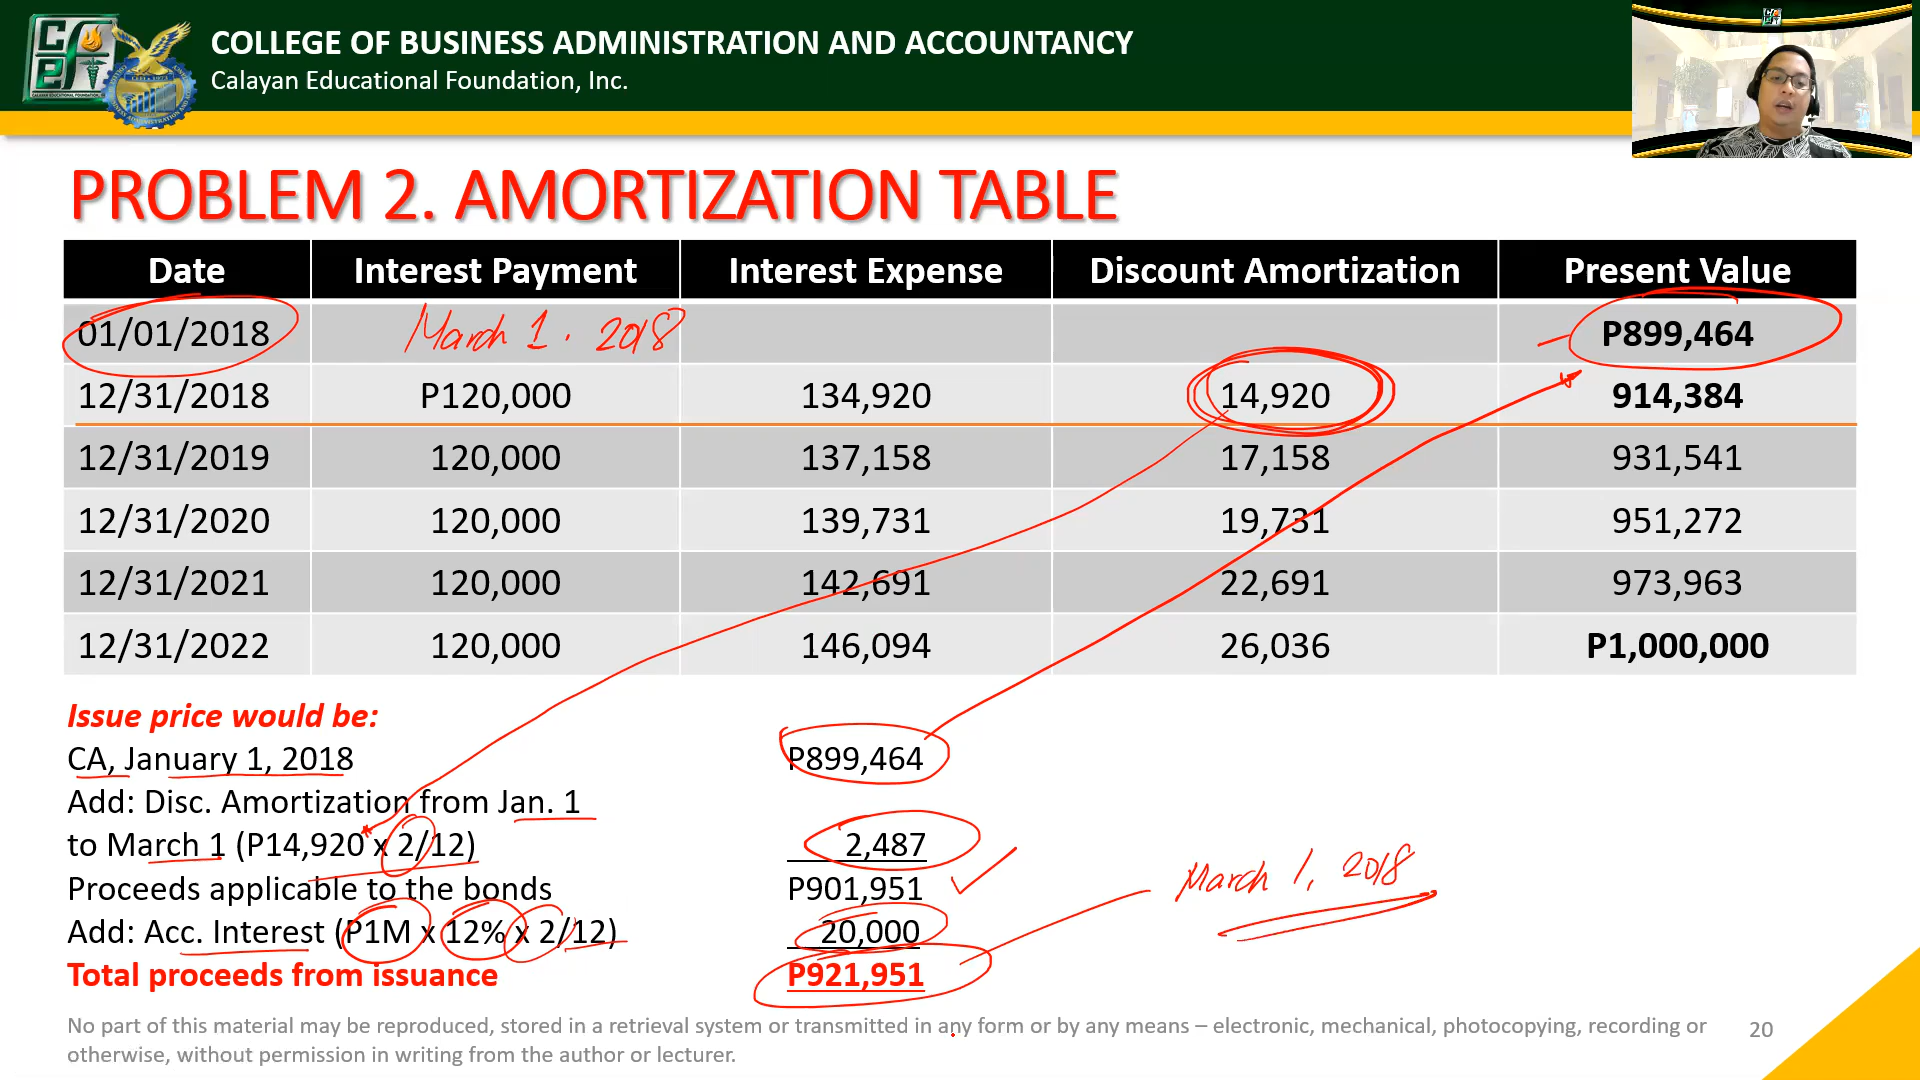 COLLEGE OF BUSINESS ADMINISTRATION AND ACCOUNTANCY
Calayan Educational Foundation, Inc.
PROBLEM 2. AMORTIZATION TABLE
Date Interest Payment Interest Expense Discount Amortization Present Value
01/01/2018 March 1, 2018 P899,464
12/31/2018 P120,000 134,920 14,920 914,384
12/31/2019 120,000 137,158 17,158 931,541
12/31/2020 120,000 139,731 19,731 951,272
12/31/2021 120,000 142,691 22,691 973,963
12/31/2022 120,000 146,094 26,036 P1,000,000
Issue price would be:
CA, January 1, 2018 P899,464
Add: Disc. Amortization from Jan. 1
to March 1 (P14,920 x 2/12) 2,487
Proceeds applicable to the bonds P901,951
March 1, 2018
Add: Acc. Interest (P1M x 12% x 2/12) 20,000
Total proceeds from issuance P921,951
No part of this material may be reproduced, stored in a retrieval system or transmitted in any form or by any means – electronic, mechanical, photocopying, recording or
otherwise, without permission in writing from the author or lecturer.
20